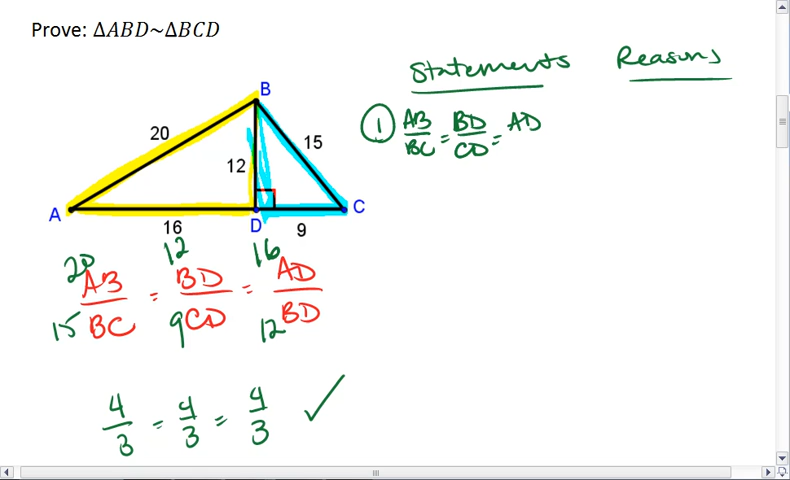 Prove: ΔABD~ΔBCD
Statements Reasons
① AB/BC = BD/CD = AD
B
20
15
12
A
D
C
16
9
20 12 16
AB/BC = BD/CD = AD/BD
15 9 12
4/3 = 4/3 = 4/3 ✓